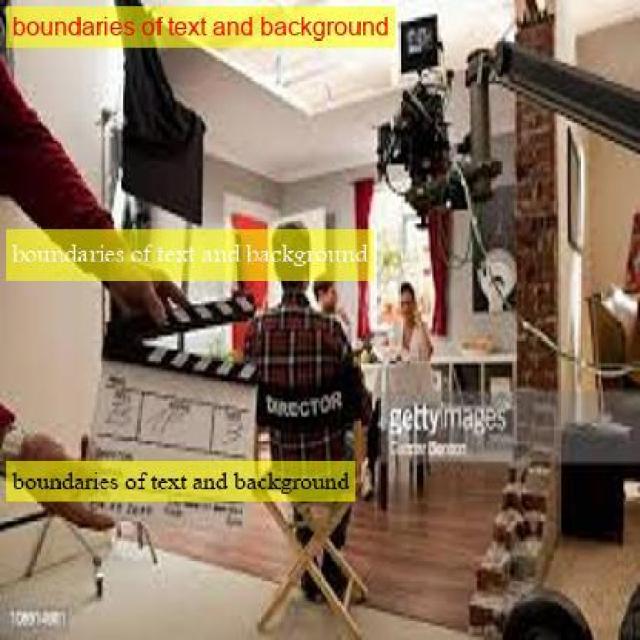 boundaries of text and background
boundaries of text and background
DIRECTOR
gettyimages
boundaries of text and background